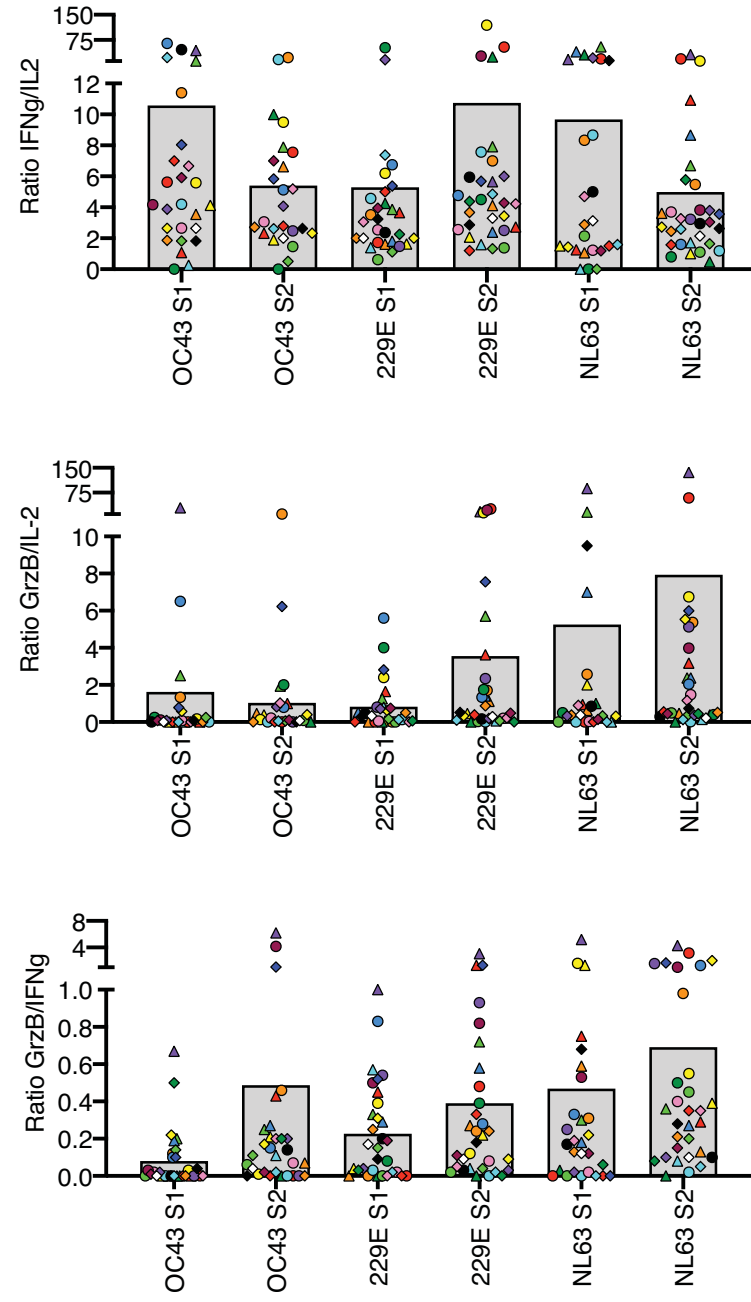 150
75
12
10
8
6
4
2
0
Ratio IFNg/IL2
OC43 S1
OC43 S2
229E S1
229E S2
NL63 S1
NL63 S2
150
75
10
8
6
4
2
0
Ratio GrzB/IL-2
OC43 S1
OC43 S2
229E S1
229E S2
NL63 S1
NL63 S2
8
4
1.0
0.8
0.6
0.4
0.2
0.0
Ratio GrzB/IFNg
OC43 S1
OC43 S2
229E S1
229E S2
NL63 S1
NL63 S2